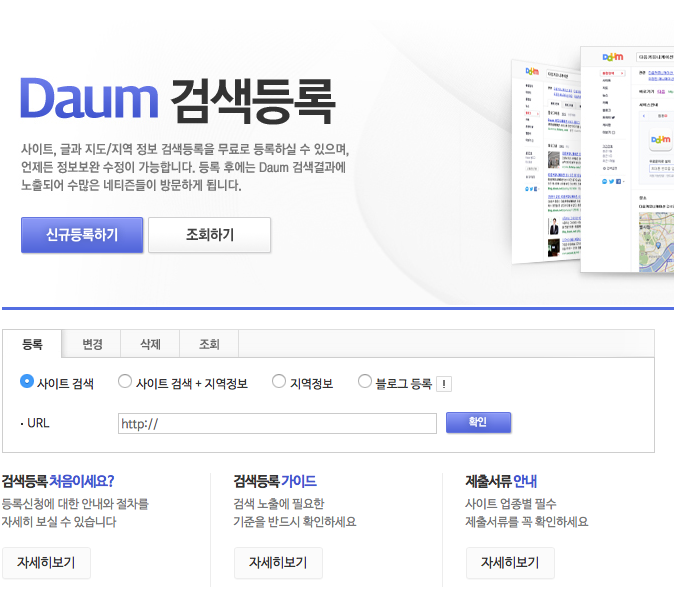 Daum 검색등록
사이트, 글과 지도/지역 정보 검색등록을 무료로 등록하실 수 있으며,
언제든 정보보완 수정이 가능합니다. 등록 후에는 Daum 검색결과에
노출되어 수많은 네티즌들이 방문하게 됩니다.
신규등록하기 조회하기
등록 변경 삭제 조회
사이트 검색 사이트 검색 + 지역정보 지역정보 블로그 등록 !
· URL http:// 확인
검색등록 처음이세요? 검색등록 가이드 제출서류 안내
등록신청에 대한 안내와 절차를 검색 노출에 필요한 사이트 업종별 필수
자세히 보실 수 있습니다 기준을 반드시 확인하세요 제출서류를 꼭 확인하세요
자세히보기 자세히보기 자세히보기